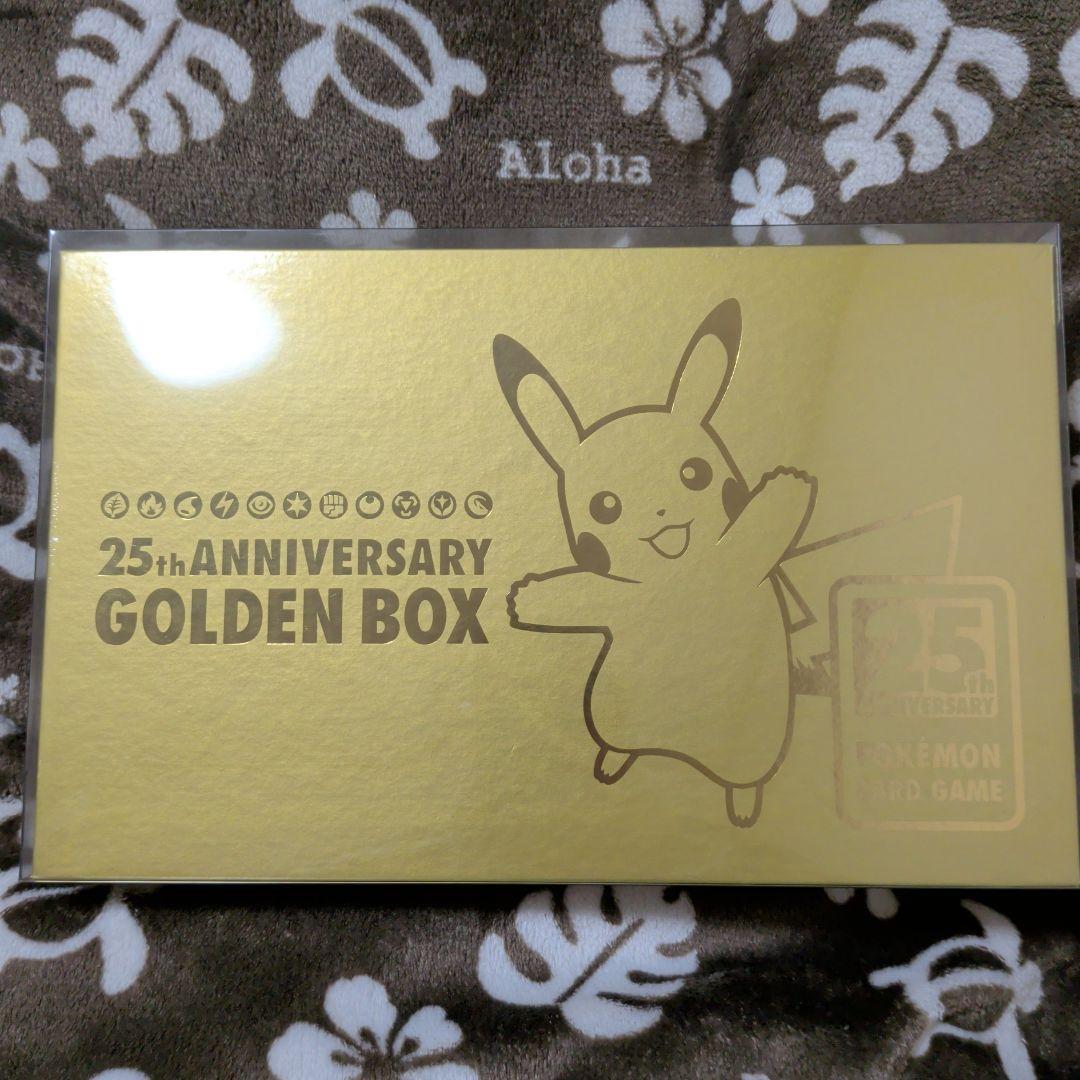 Aloha
25th ANNIVERSARY
GOLDEN BOX
25th
ANNIVERSARY
POKÉMON
CARD GAME